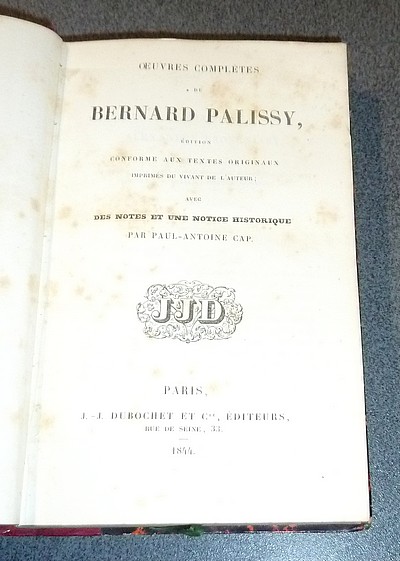 ŒUVRES COMPLÈTES
DE
BERNARD PALISSY,
ÉDITION
CONFORME AUX TEXTES ORIGINAUX
IMPRIMÉS DU VIVANT DE L'AUTEUR;
AVEC
DES NOTES ET UNE NOTICE HISTORIQUE
PAR PAUL-ANTOINE CAP.
JJD
PARIS,
J.-J. DUBOCHET ET Cie, ÉDITEURS,
RUE DE SEINE, 33.
1844.